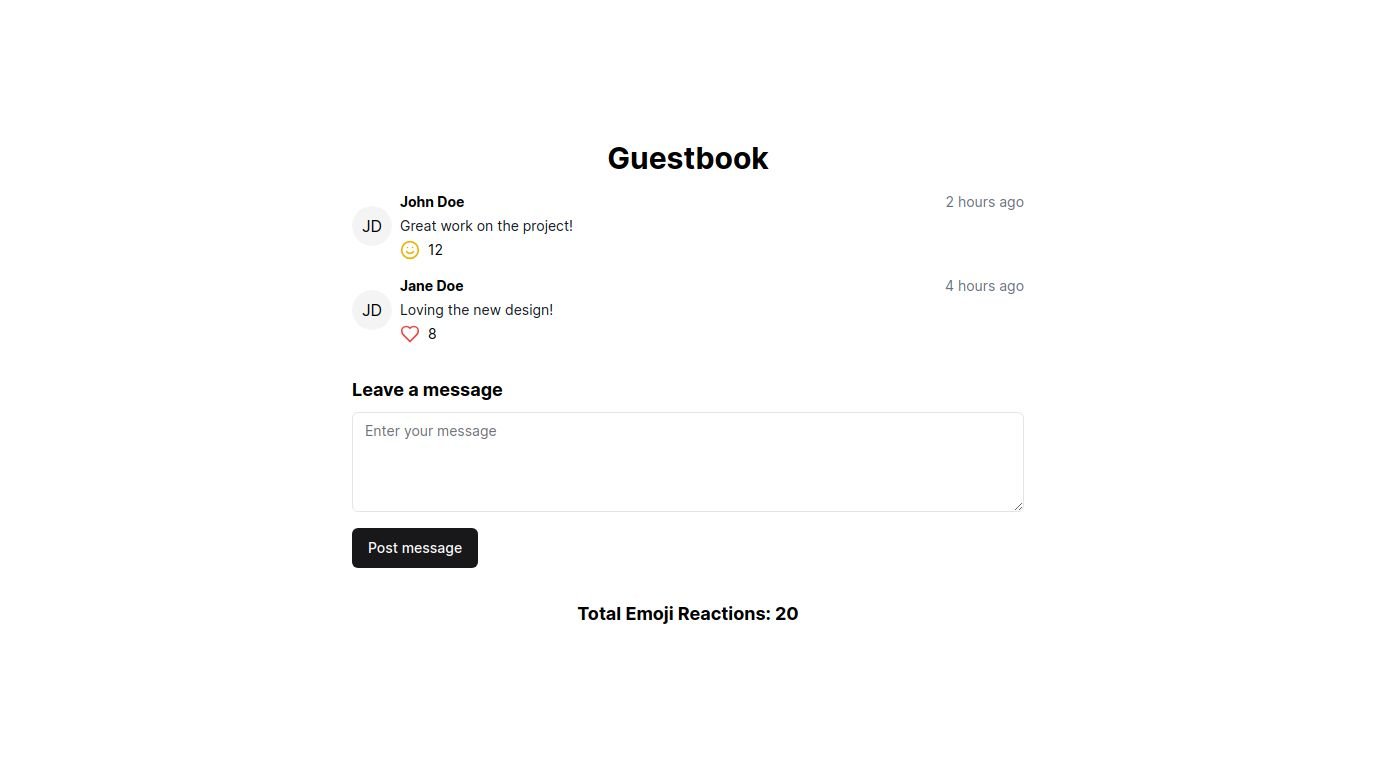 Guestbook
John Doe 2 hours ago
JD
Great work on the project!
12
Jane Doe 4 hours ago
JD
Loving the new design!
8
Leave a message
Enter your message
Post message
Total Emoji Reactions: 20